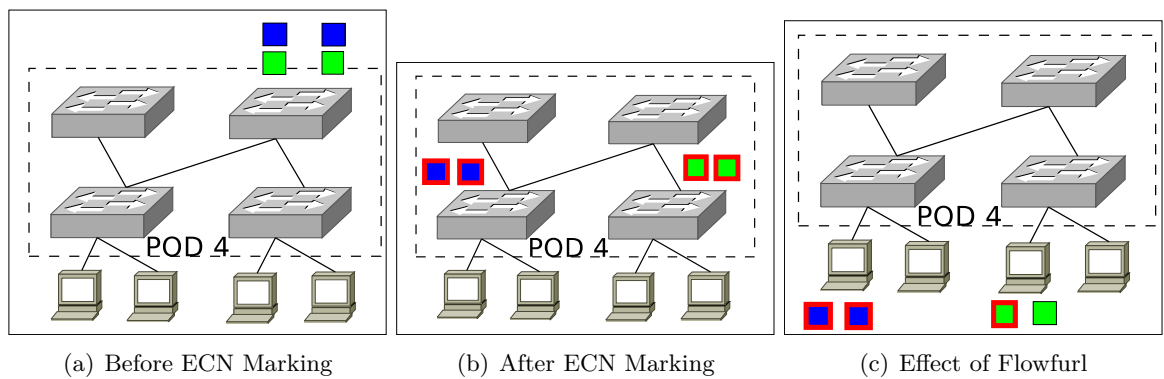 POD 4
POD 4
POD 4
(a) Before ECN Marking
(b) After ECN Marking
(c) Effect of Flowfurl